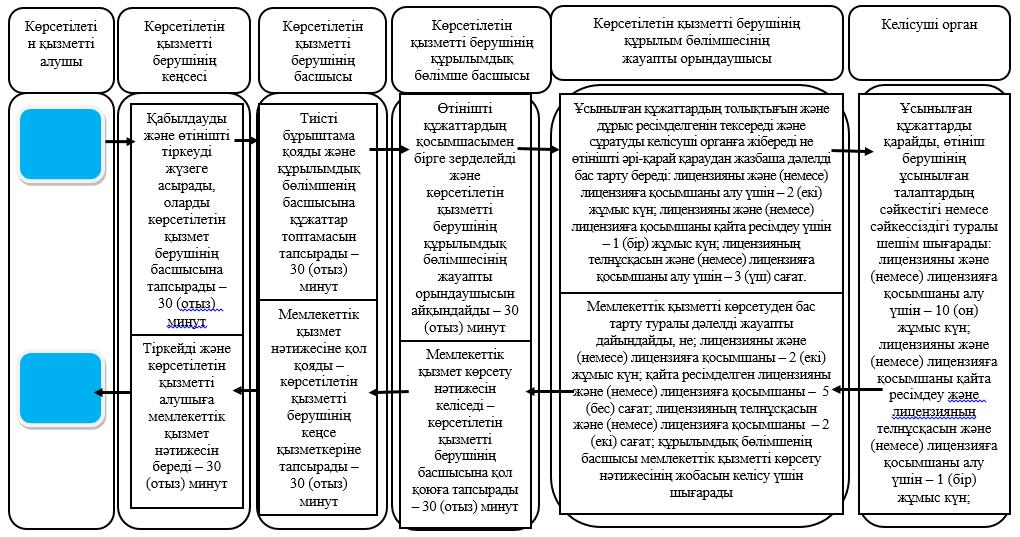 Көрсетілеті
н қызметті
алушы
Көрсетілетін
қызметті
берушінің
кеңсесі
Көрсетілетін
қызметті
берушінің
басшысы
Көрсетілетін
қызметті берушінің
құрылымдық
бөлімше басшысы
Көрсетілетін қызметті берушінің
құрылым бөлімшесінің
жауапты орындаушысы
Келісуші орган
Қабылдауды
және өтінішті
тіркеуді
жүзеге
асырады,
оларды
көрсетілетін
қызмет
берушінің
басшысына
тапсырады –
30 (отыз)
минут
Тиісті
бұрыштама
қояды және
құрылымдық
бөлімшенің
басшысына
құжаттар
топтамасын
тапсырады –
30 (отыз)
минут
Өтінішті
құжаттардың
қосымшасымен
бірге зерделейді
және
көрсетілетін
қызметті
берушінің
құрылымдық
бөлімшесінің
жауапты
орындаушысын
айқындайды – 30
(отыз) минут
Ұсынылған құжаттардың толықтығын және
дұрыс ресімделгенін тексереді және
сұратуды келісуші органға жібереді не
өтінішті әрі-қарай қараудан жазбаша дәлелді
бас тарту береді: лицензияны және (немесе)
лицензияға қосымшаны алу үшін – 2 (екі)
жұмыс күн; лицензияны және (немесе)
лицензияға қосымшаны қайта ресімдеу үшін
– 1 (бір) жұмыс күн; лицензияның
телнұсқасын және (немесе) лицензияға
қосымшаны алу үшін – 3 (үш) сағат.
Ұсынылған
құжаттарды
қарайды, өтініш
берушінің
ұсынылған
талаптардың
сәйкестігі немесе
сәйкессіздігі туралы
шешім шығарады:
лицензияны және
(немесе) лицензияға
қосымшаны алу
үшін – 10 (он)
жұмыс күн;
лицензияны және
(немесе) лицензияға
қосымшаны қайта
ресімдеу және
лицензияның
телнұсқасын және
(немесе) лицензияға
қосымшаны алу
үшін – 1 (бір)
жұмыс күн;
Тіркейді және
көрсетілетін
қызметті
алушыға
мемлекеттік
қызмет
нәтижесін
береді – 30
(отыз) минут
Мемлекеттік
қызмет
нәтижесіне қол
қояды –
көрсетілетін
қызметті
берушінің
кеңсе
қызметкеріне
тапсырады –
30 (отыз)
минут
Мемлекеттік
қызмет көрсету
нәтижесін
келіседі –
көрсетілетін
қызметті
берушінің
басшысына қол
қоюға тапсырады
– 30 (отыз) минут
Мемлекеттік қызметті көрсетуден бас
тарту туралы дәлелді жауапты
дайындайды, не; лицензияны және
(немесе) лицензияға қосымшаны – 2 (екі)
жұмыс күн; қайта ресімделген лицензияны
және (немесе) лицензияға қосымшаны – 5
(бес) сағат; лицензияның телнұсқасын
және (немесе) лицензияға қосымшаны – 2
(екі) сағат; құрылымдық бөлімшенің
басшысы мемлекеттік қызметті көрсету
нәтижесінің жобасын келісу үшін
шығарады